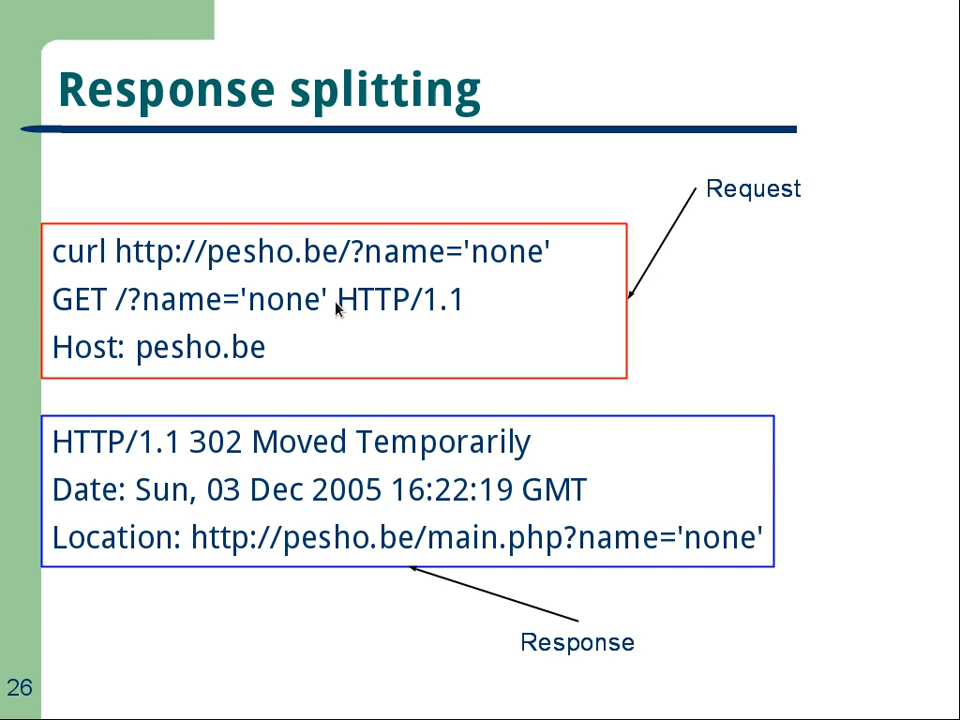 Response splitting
Request
curl http://pesho.be/?name='none'
GET /?name='none' HTTP/1.1
Host: pesho.be
HTTP/1.1 302 Moved Temporarily
Date: Sun, 03 Dec 2005 16:22:19 GMT
Location: http://pesho.be/main.php?name='none'
Response
26